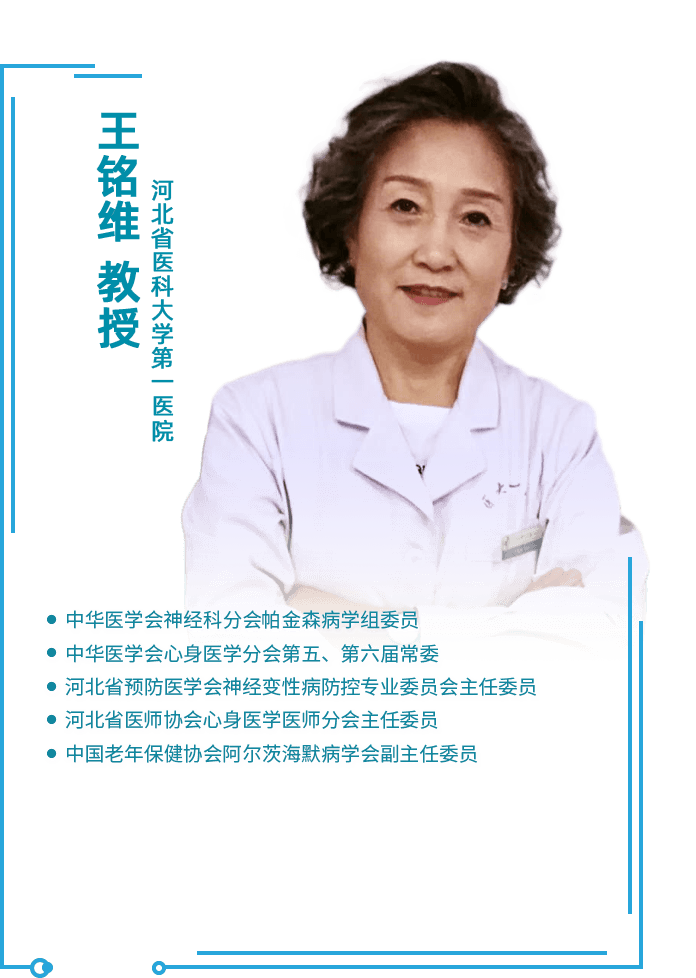 王铭维 教授
河北省医科大学第一医院
中华医学会神经科分会帕金森病学组委员
中华医学会心身医学分会第五、第六届常委
河北省预防医学会神经变性病防控专业委员会主任委员
河北省医师协会心身医学医师分会主任委员
中国老年保健协会阿尔茨海默病学会副主任委员